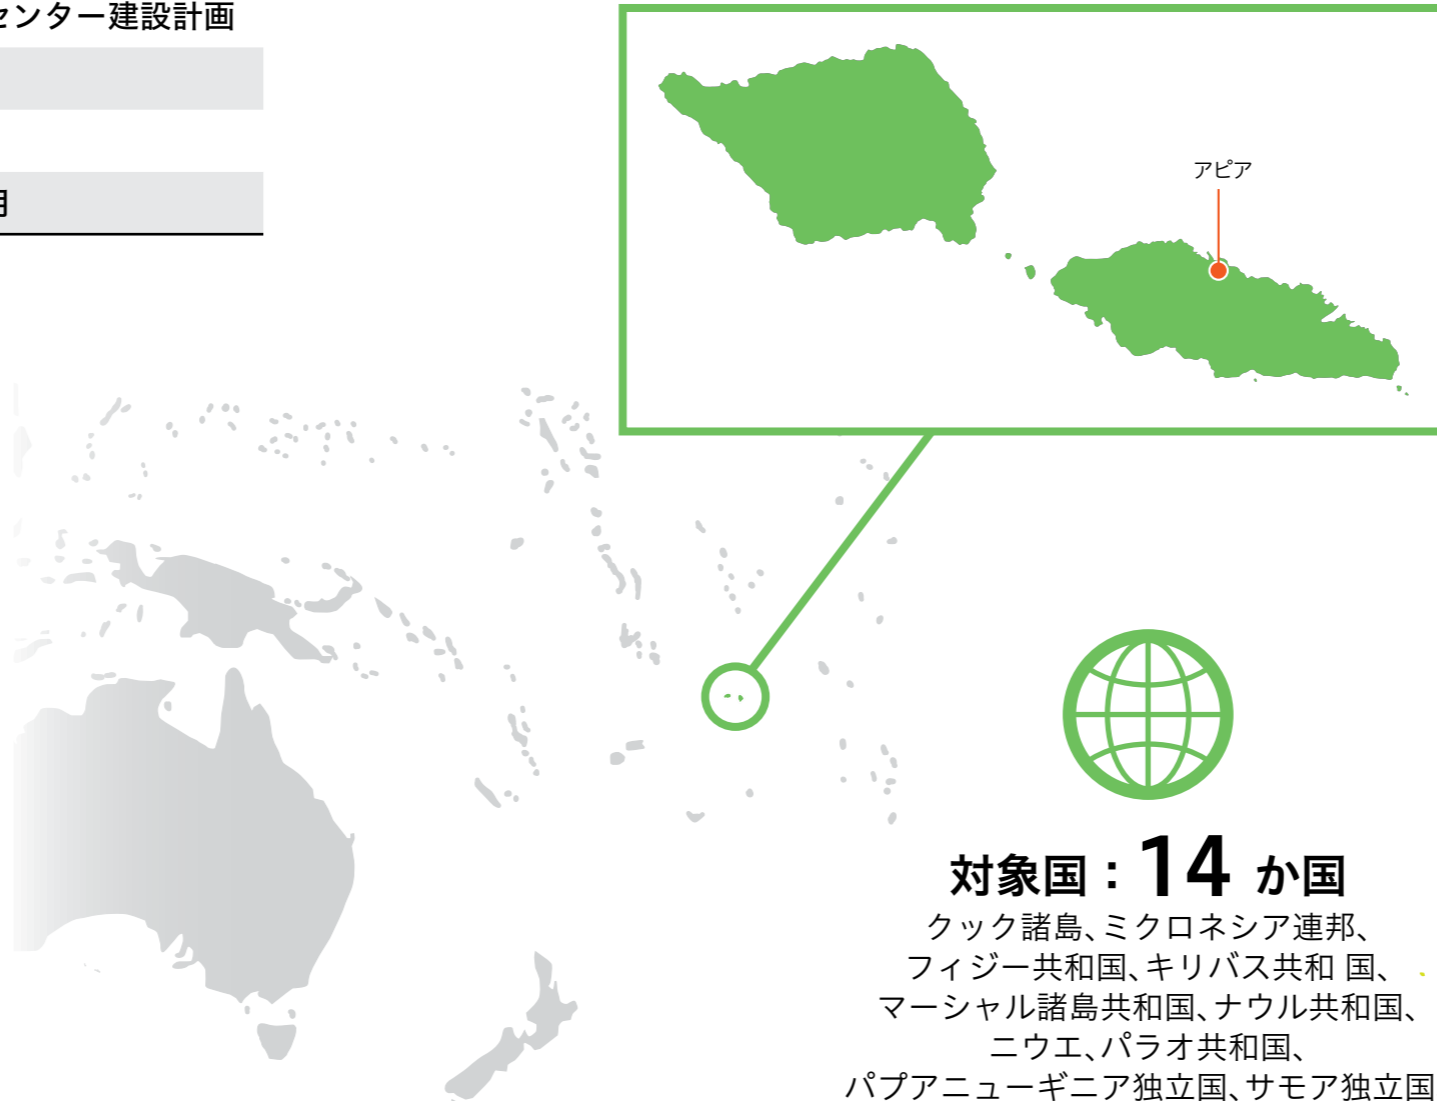 センター建設計画
月
アピア
対象国：14 か国
クック諸島、ミクロネシア連邦、
フィジー共和国、キリバス共和 国、
マーシャル諸島共和国、ナウル共和国、
ニウエ、パラオ共和国、
パプアニューギニア独立国、サモア独立国